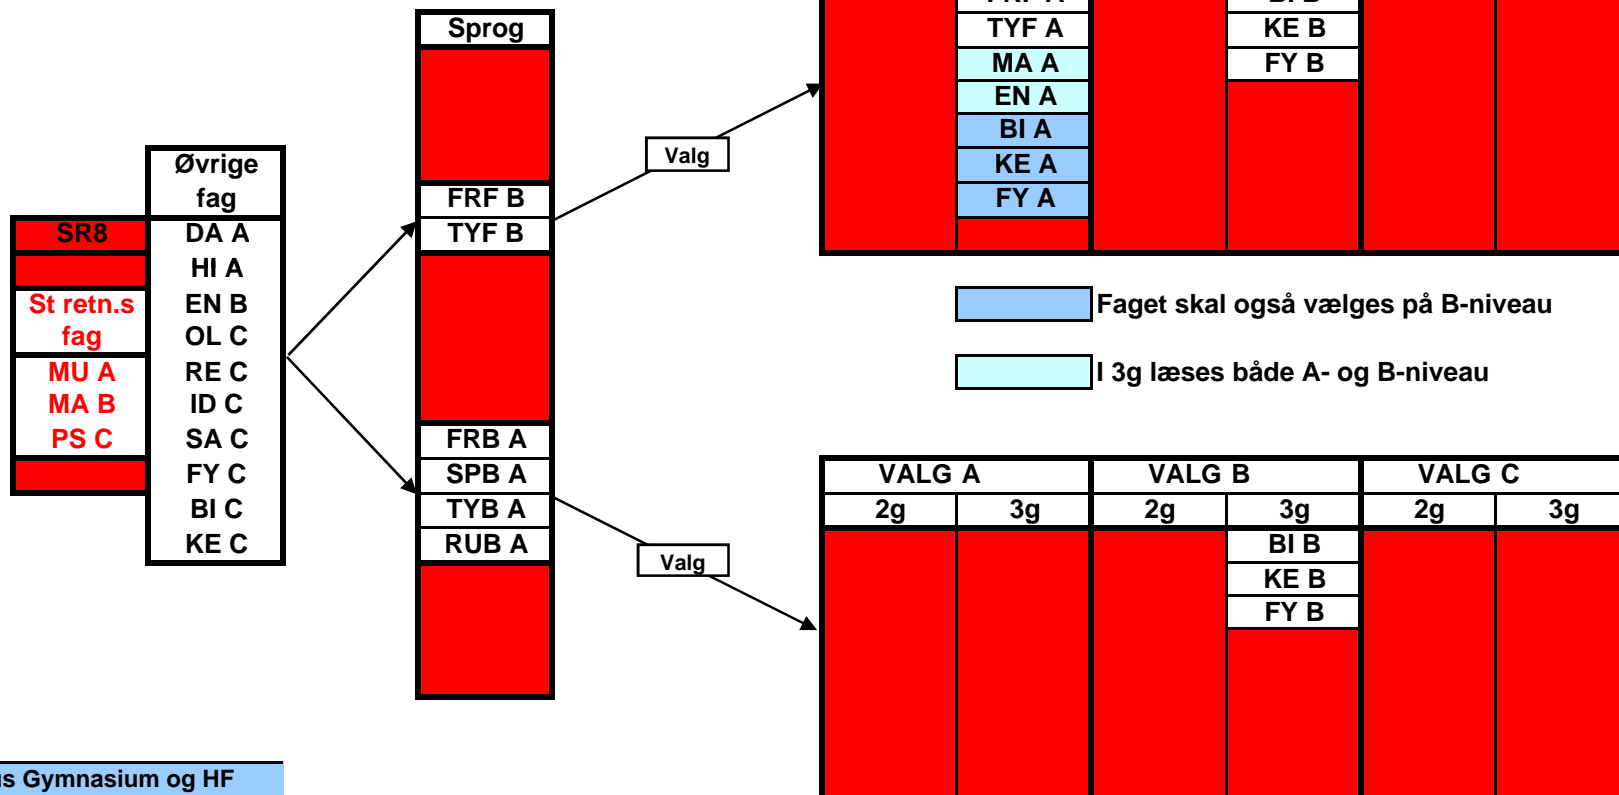 Sprog
TYF A
KE B
MA A
FY B
EN A
BI A
KE A
FY A
Valg
Øvrige
fag
FRF B
TYF B
SR8
DA A
HI A
St retn.s
fag
EN B
OL C
MU A
RE C
MA B
ID C
PS C
SA C
FY C
BI C
KE C
Faget skal også vælges på B-niveau
I 3g læses både A- og B-niveau
FRB A
SPB A
TYB A
RUB A
Valg
VALG A
VALG B
VALG C
2g
3g
2g
3g
2g
3g
BI B
KE B
FY B
Gymnasium og HF